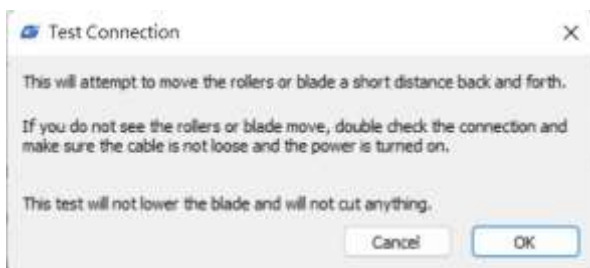 Test Connection
This will attempt to move the rollers or blade a short distance back and forth.
If you do not see the rollers or blade move, double check the connection and
make sure the cable is not loose and the power is turned on.
This test will not lower the blade and will not cut anything.
Cancel
OK